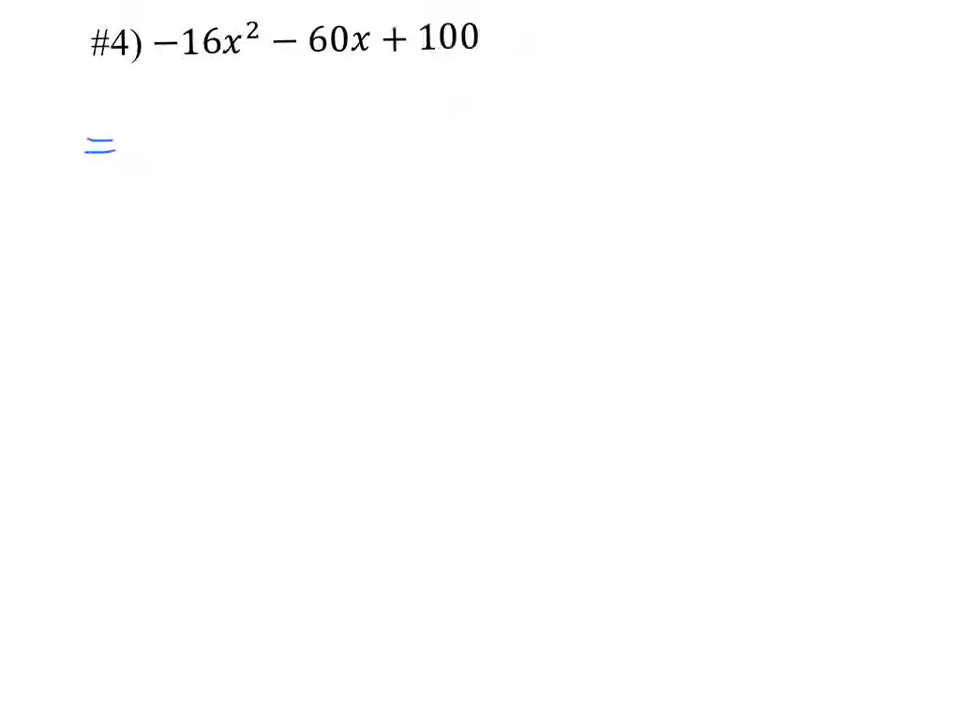 #4) −16x² − 60x + 100
=